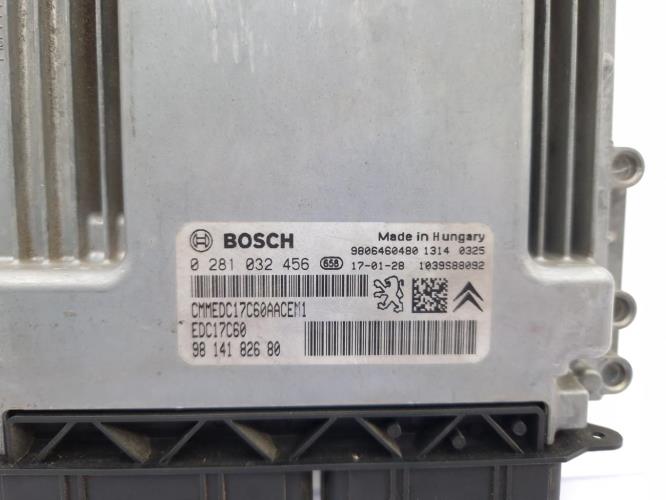 BOSCH
Made in Hungary
9806460480 1314 0325
0 281 032 456 658 17-01-28 1039S88092
CMMEDC17C60AACEM1
EDC17C60
98 141 826 80